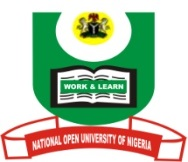 WORK & LEARN
NATIONAL OPEN UNIVERSITY OF NIGERIA